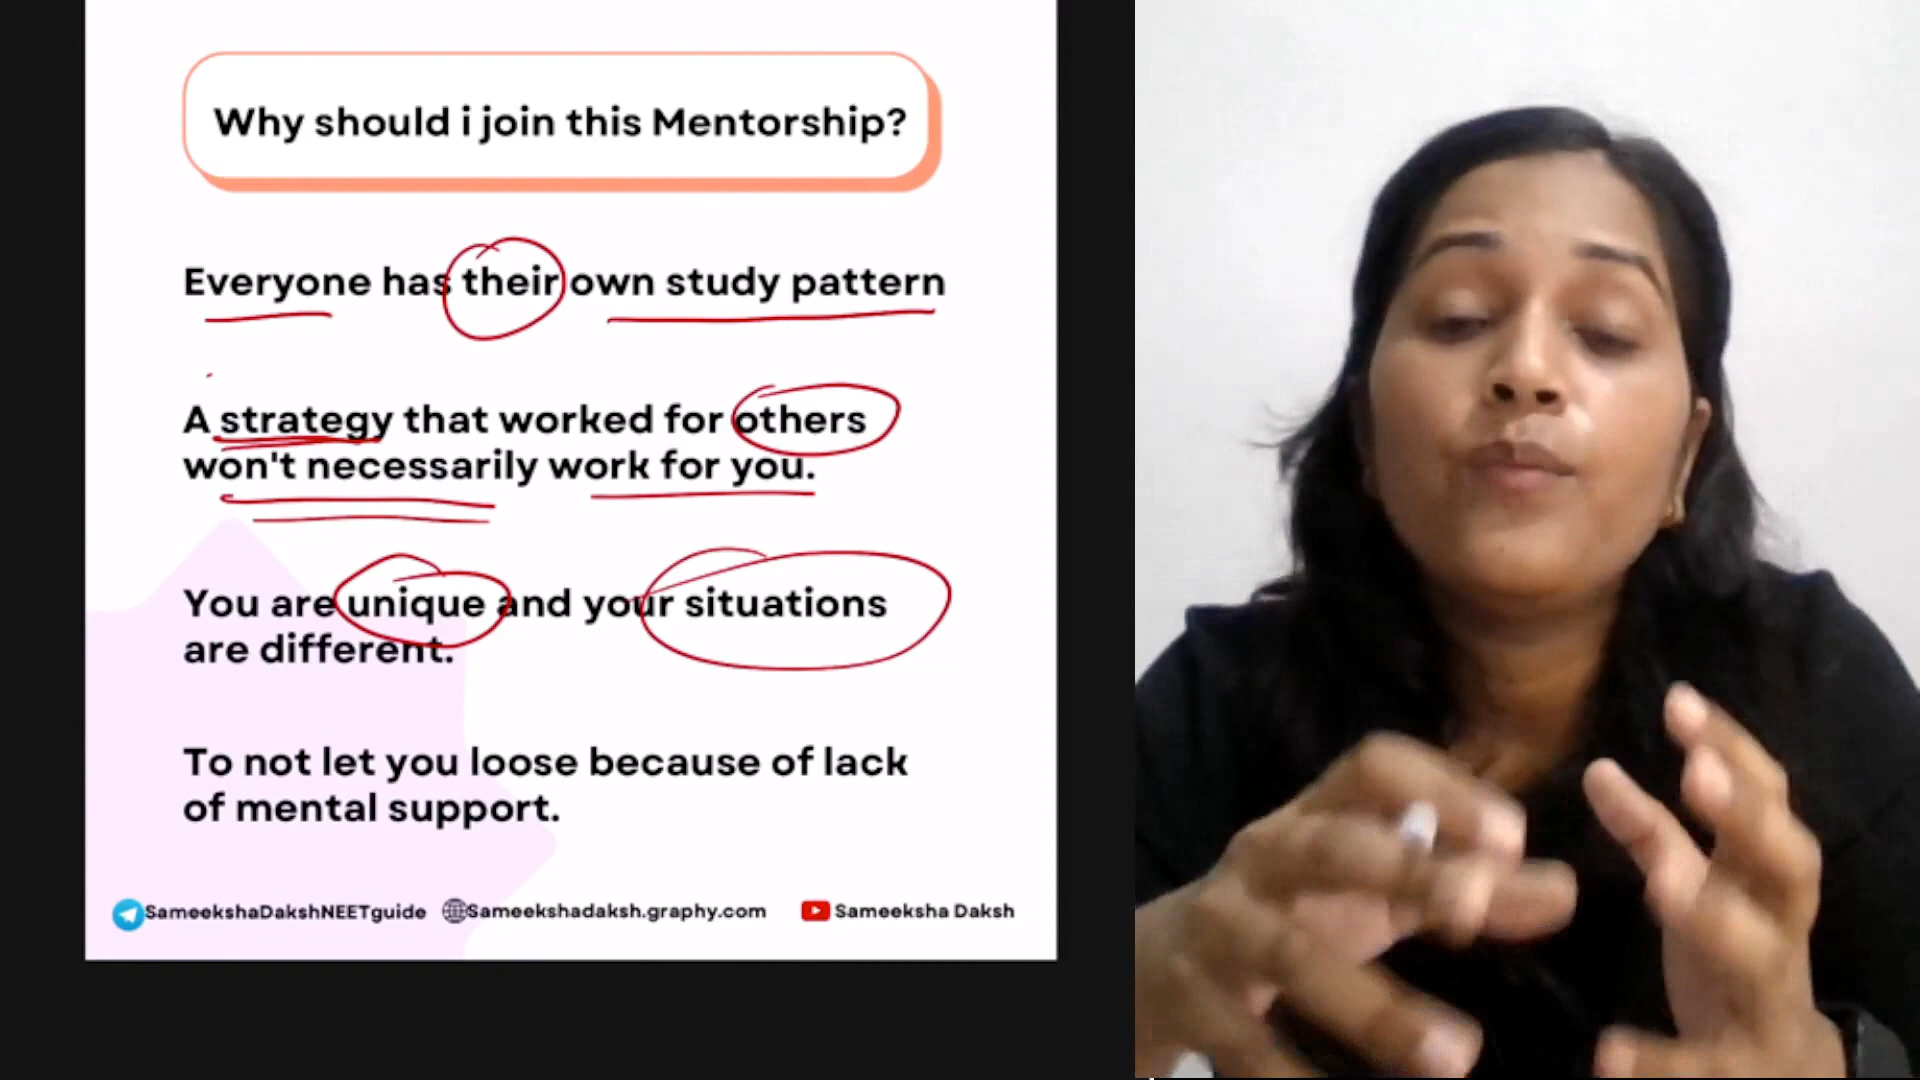 Why should i join this Mentorship?
Everyone has their own study pattern
A strategy that worked for others
won't necessarily work for you.
You are unique and your situations
are different.
To not let you loose because of lack
of mental support.
SameekshaDakshNEETguide Sameekshadaksh.graphy.com Sameeksha Daksh